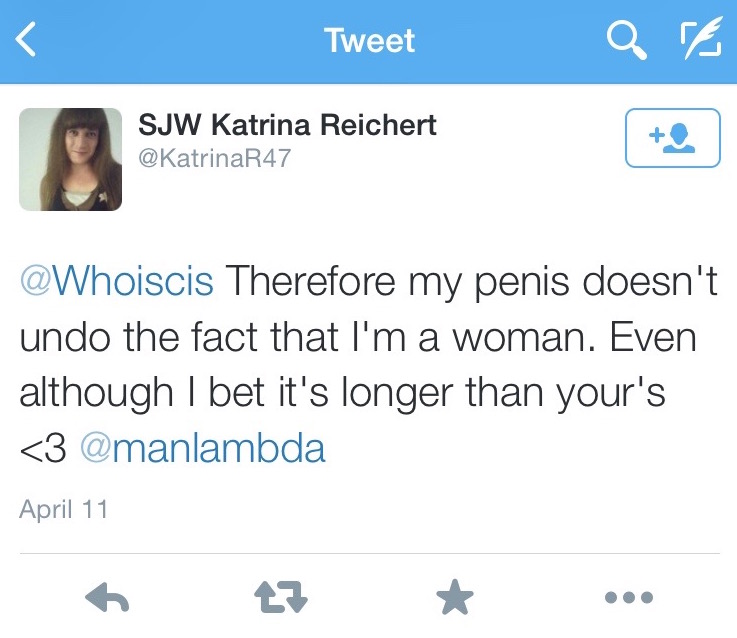 Tweet
SJW Katrina Reichert
@KatrinaR47
@Whoiscis Therefore my penis doesn't
undo the fact that I'm a woman. Even
although I bet it's longer than your's
<3 @manlambda
April 11